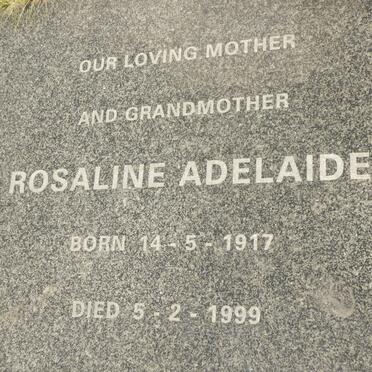 OUR LOVING MOTHER
AND GRANDMOTHER
ROSALINE ADELAIDE
BORN 14 - 5 - 1917
DIED 5 - 2 - 1999